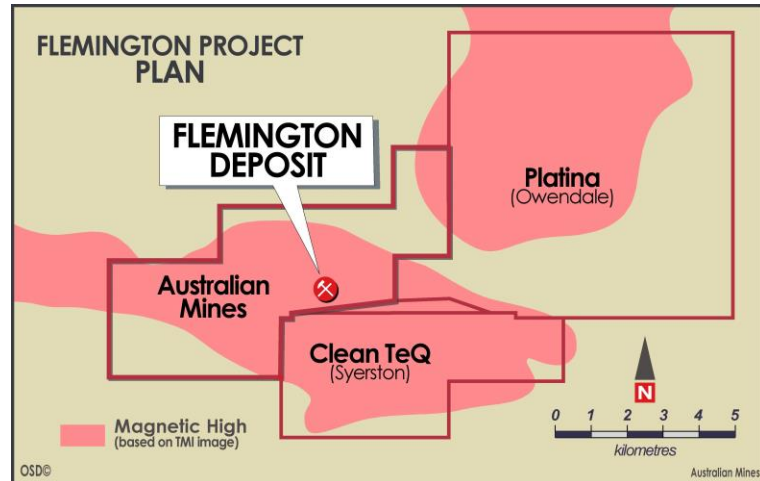 FLEMINGTON PROJECT
PLAN
FLEMINGTON
DEPOSIT
Platina
(Owendale)
Australian
Mines
Clean TeQ
(Syerston)
N
Magnetic High
(based on TMI image)
0 1 2 3 4 5
kilometres
OSD©
Australian Mines